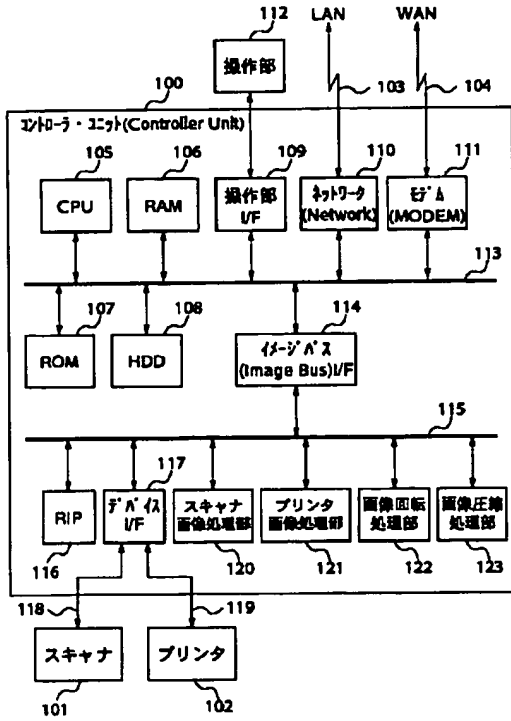 112
LAN
WAN
操作部
103
104
100
コントローラ・ユニット(Controller Unit)
105
106
109
110
111
CPU
RAM
操作部
I/F
ネットワーク
(Network)
モデム
(MODEM)
113
107
108
114
ROM
HDD
イメージバス
(Image Bus)I/F
115
117
RIP
デバイス
I/F
スキャナ
画像処理部
プリンタ
画像処理部
画像回転
処理部
画像圧縮
処理部
116
120
121
122
123
118
119
スキャナ
プリンタ
101
102